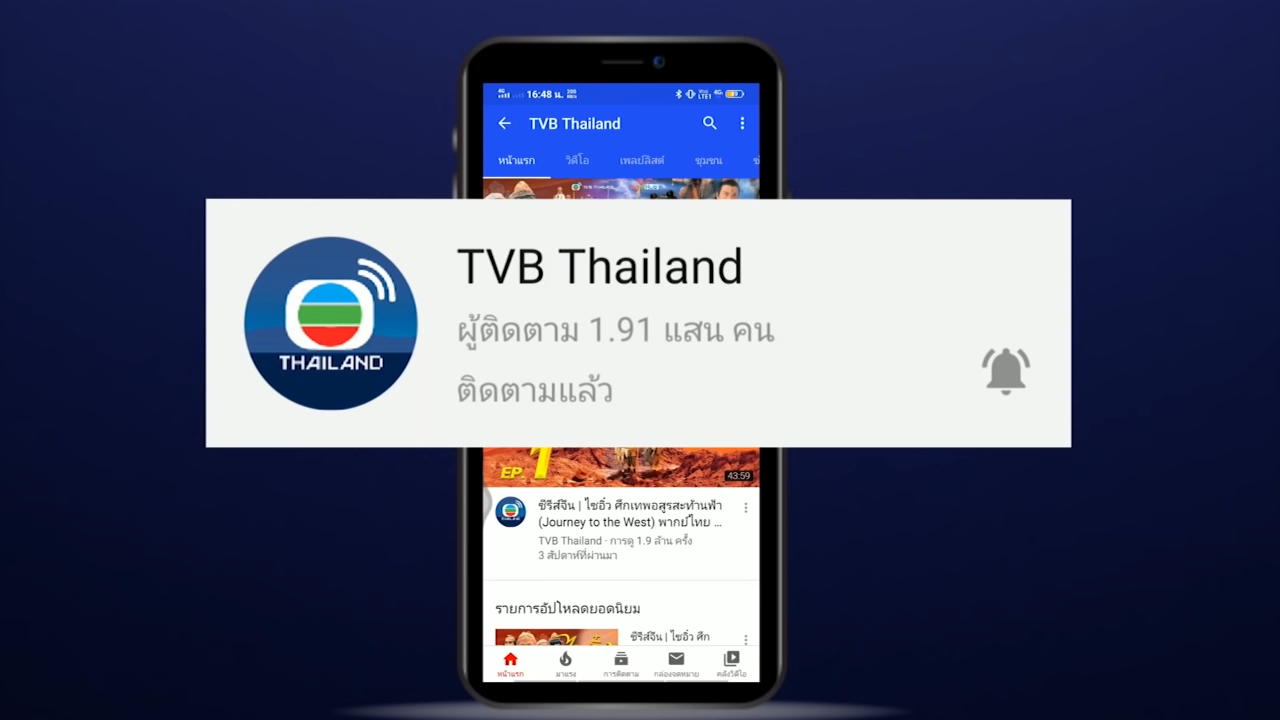 16:48 น.
TVB Thailand
หน้าแรก วิดีโอ เพลย์ลิสต์ ชุมชน
THAILAND
TVB Thailand
ผู้ติดตาม 1.91 แสน คน
ติดตามแล้ว
EP. 1
43:59
ซีรีส์จีน | ไซอิ๋ว ศึกเทพอสูรสะท้านฟ้า
(Journey to the West) พากย์ไทย ...
TVB Thailand · การดู 1.9 ล้าน ครั้ง
3 สัปดาห์ที่ผ่านมา
รายการอัปโหลดยอดนิยม
ซีรีส์จีน | ไซอิ๋ว ศึก
หน้าแรก มาแรง การติดตาม กล่องจดหมาย คลังวิดีโอ